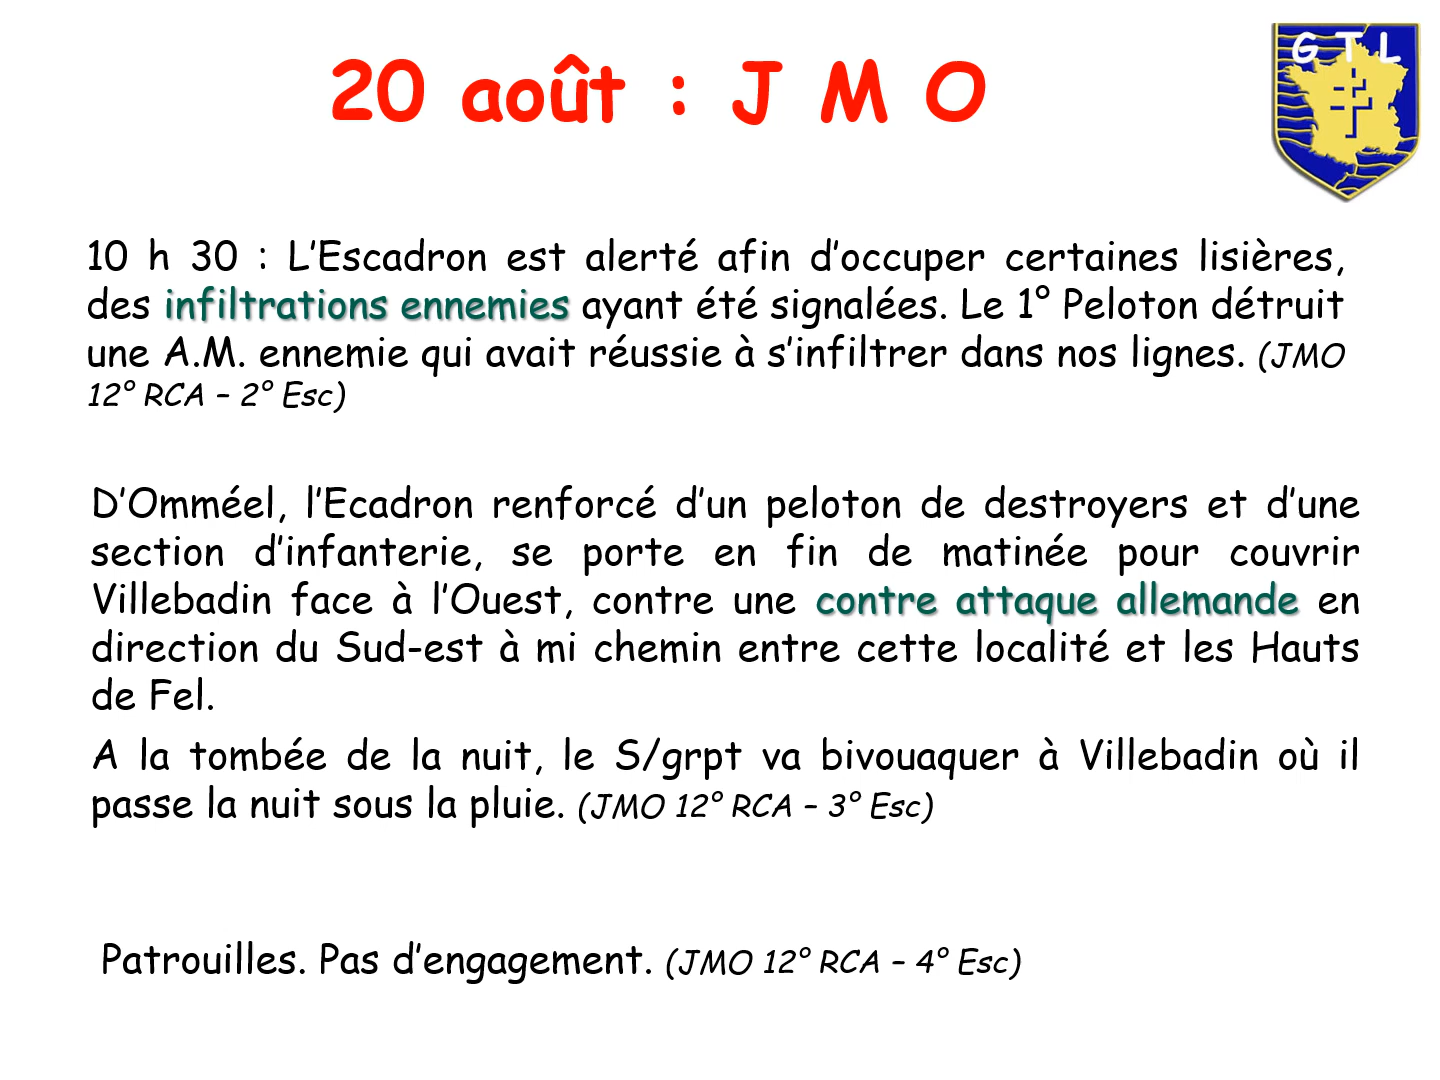 20 août : J M O
G T L
10 h 30 : L’Escadron est alerté afin d’occuper certaines lisières,
des infiltrations ennemies ayant été signalées. Le 1° Peloton détruit
une A.M. ennemie qui avait réussie à s’infiltrer dans nos lignes. (JMO
12° RCA – 2° Esc)
D’Omméel, l’Ecadron renforcé d’un peloton de destroyers et d’une
section d’infanterie, se porte en fin de matinée pour couvrir
Villebadin face à l’Ouest, contre une contre attaque allemande en
direction du Sud-est à mi chemin entre cette localité et les Hauts
de Fel.
A la tombée de la nuit, le S/grpt va bivouaquer à Villebadin où il
passe la nuit sous la pluie. (JMO 12° RCA – 3° Esc)
Patrouilles. Pas d’engagement. (JMO 12° RCA – 4° Esc)